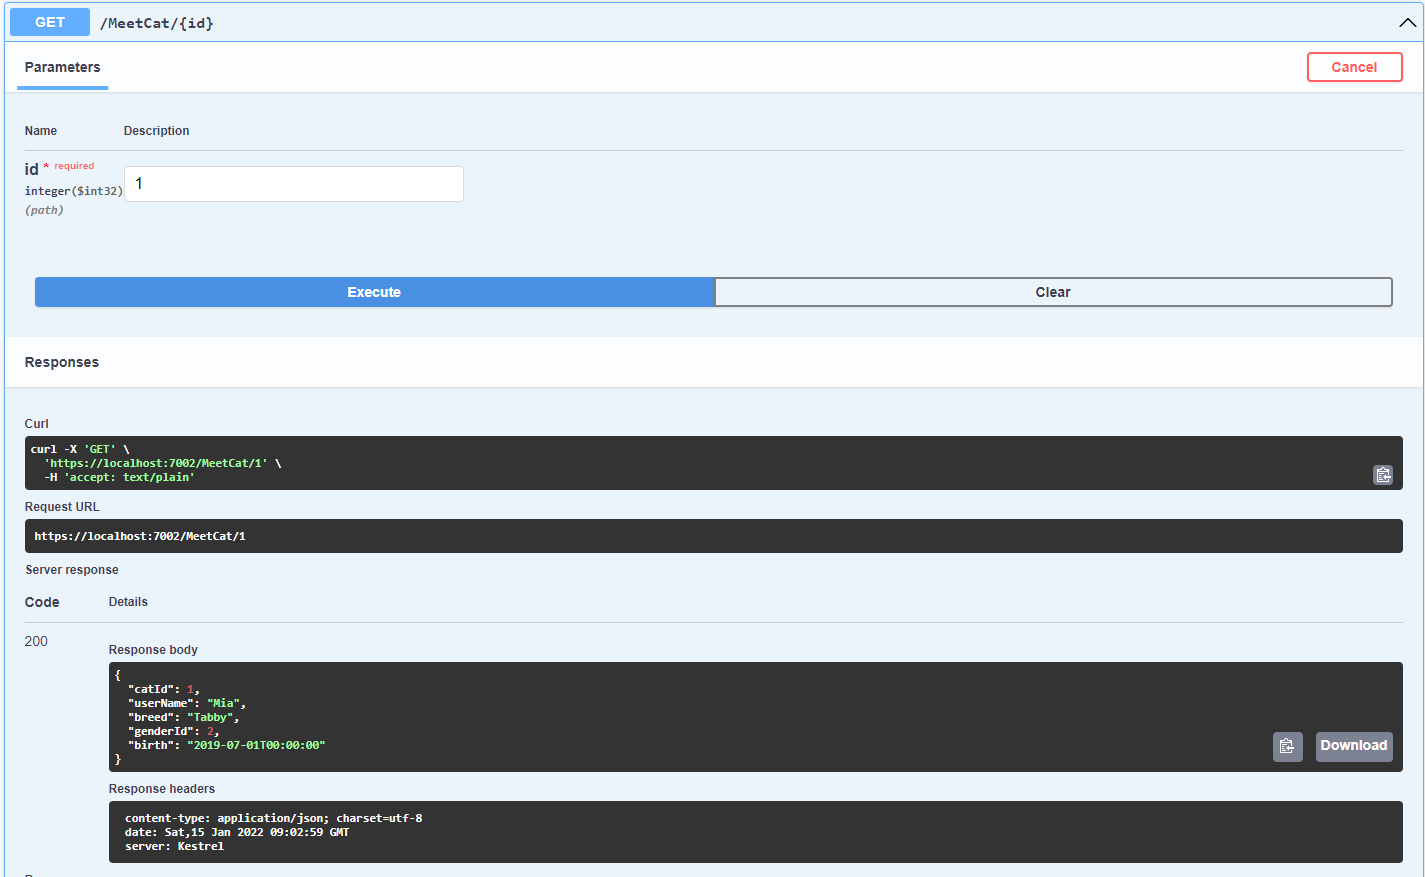 GET /MeetCat/{id}
Parameters
Cancel
Name Description
id * required
integer($int32)
(path)
1
Execute Clear
Responses
Curl
curl -X 'GET' \
'https://localhost:7002/MeetCat/1' \
-H 'accept: text/plain'
Request URL
https://localhost:7002/MeetCat/1
Server response
Code Details
200
Response body
{
"catId": 1,
"userName": "Mia",
"breed": "Tabby",
"genderId": 2,
"birth": "2019-07-01T00:00:00"
}
Download
Response headers
content-type: application/json; charset=utf-8
date: Sat,15 Jan 2022 09:02:59 GMT
server: Kestrel